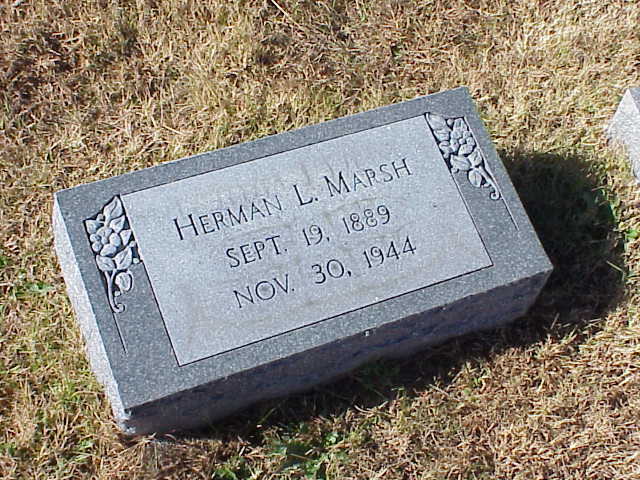 Herman L. Marsh
Sept. 19, 1889
Nov. 30, 1944